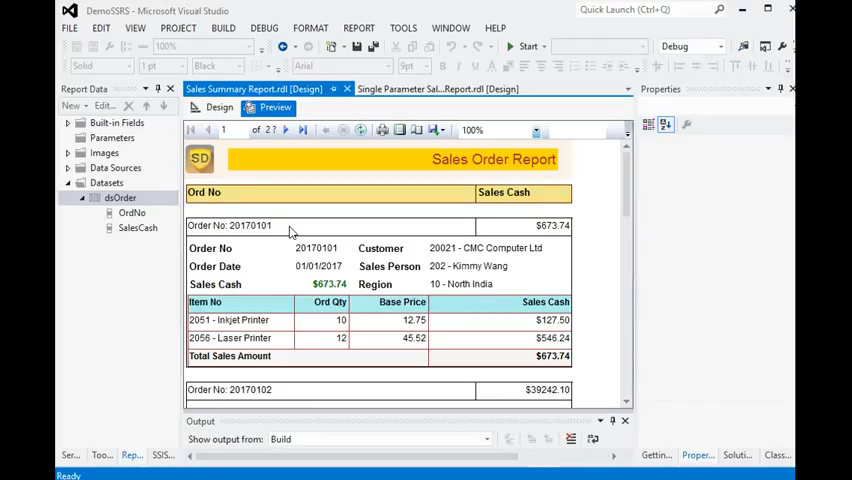 DemoSSRS - Microsoft Visual Studio
Quick Launch (Ctrl+Q)
FILE EDIT VIEW PROJECT BUILD DEBUG FORMAT REPORT TOOLS WINDOW HELP
100%
Start
Debug
Solid 1 pt Black Arial 9pt
Report Data
Sales Summary Report.rdl [Design]
Single Parameter Sal...Report.rdl [Design]
Properties
New Edit...
Design Preview
Built-in Fields
Parameters
Images
Data Sources
Datasets
dsOrder
OrdNo
SalesCash
1 of 2 ? 100%
SD
Sales Order Report
Ord No Sales Cash
Order No: 20170101 $673.74
Order No 20170101 Customer 20021 - CMC Computer Ltd
Order Date 01/01/2017 Sales Person 202 - Kimmy Wang
Sales Cash $673.74 Region 10 - North India
Item No Ord Qty Base Price Sales Cash
2051 - Inkjet Printer 10 12.75 $127.50
2056 - Laser Printer 12 45.52 $546.24
Total Sales Amount $673.74
Order No: 20170102 $39242.10
Output
Show output from: Build
Ser... Too... Rep... SSIS...
Gettin... Proper... Soluti... Class...
Ready